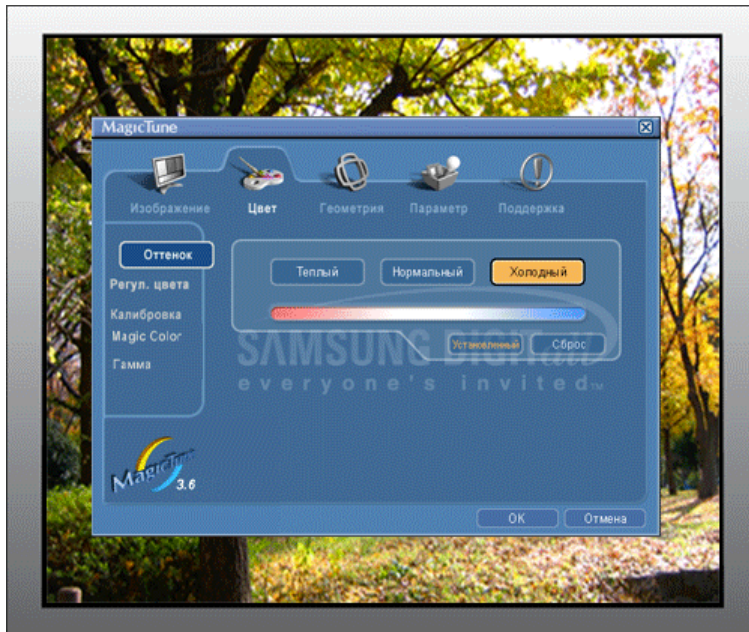 MagicTune
Изображение Цвет Геометрия Параметр Поддержка
Оттенок
Регул. цвета
Калибровка
Magic Color
Гамма
Теплый Нормальный Холодный
Установленный Сброс
SAMSUNG DIGITall
everyone's invited™
MagicTune 3.6
OK Отмена